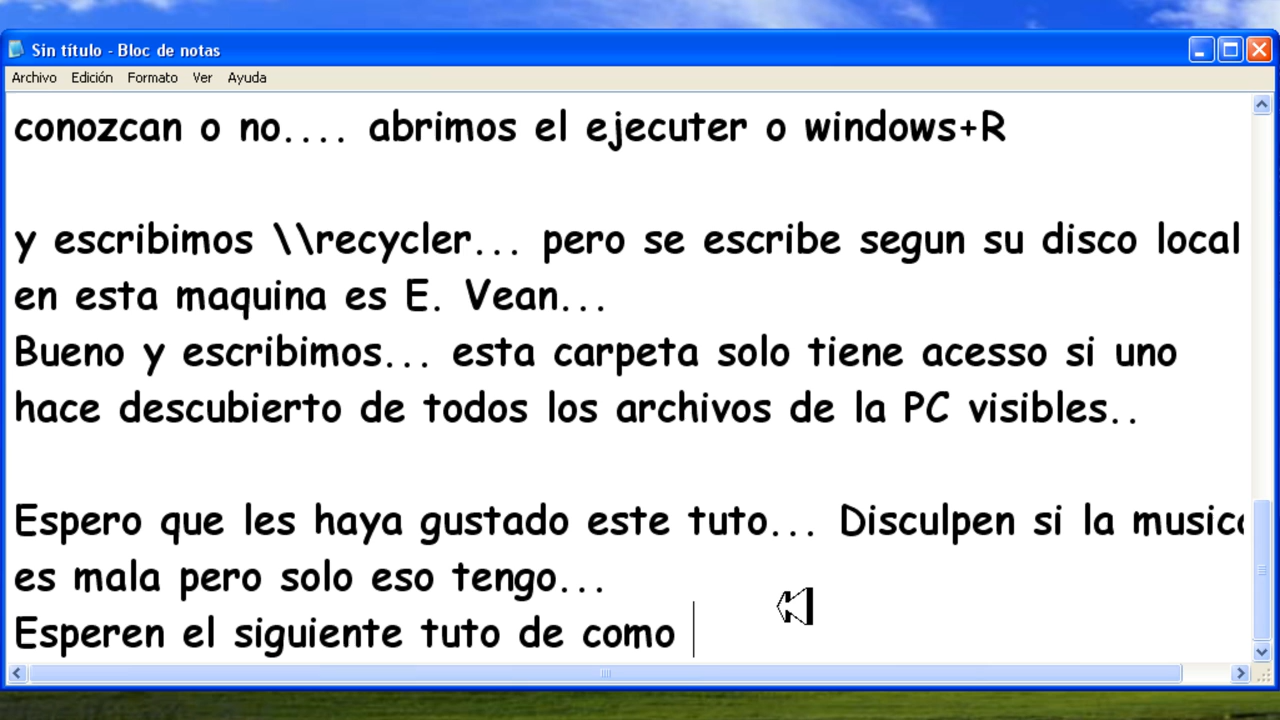 Sin título - Bloc de notas
Archivo Edición Formato Ver Ayuda
conozcan o no.... abrimos el ejecuter o windows+R
y escribimos \\recycler... pero se escribe segun su disco local
en esta maquina es E. Vean...
Bueno y escribimos... esta carpeta solo tiene acesso si uno
hace descubierto de todos los archivos de la PC visibles..
Espero que les haya gustado este tuto... Disculpen si la musica
es mala pero solo eso tengo...
Esperen el siguiente tuto de como